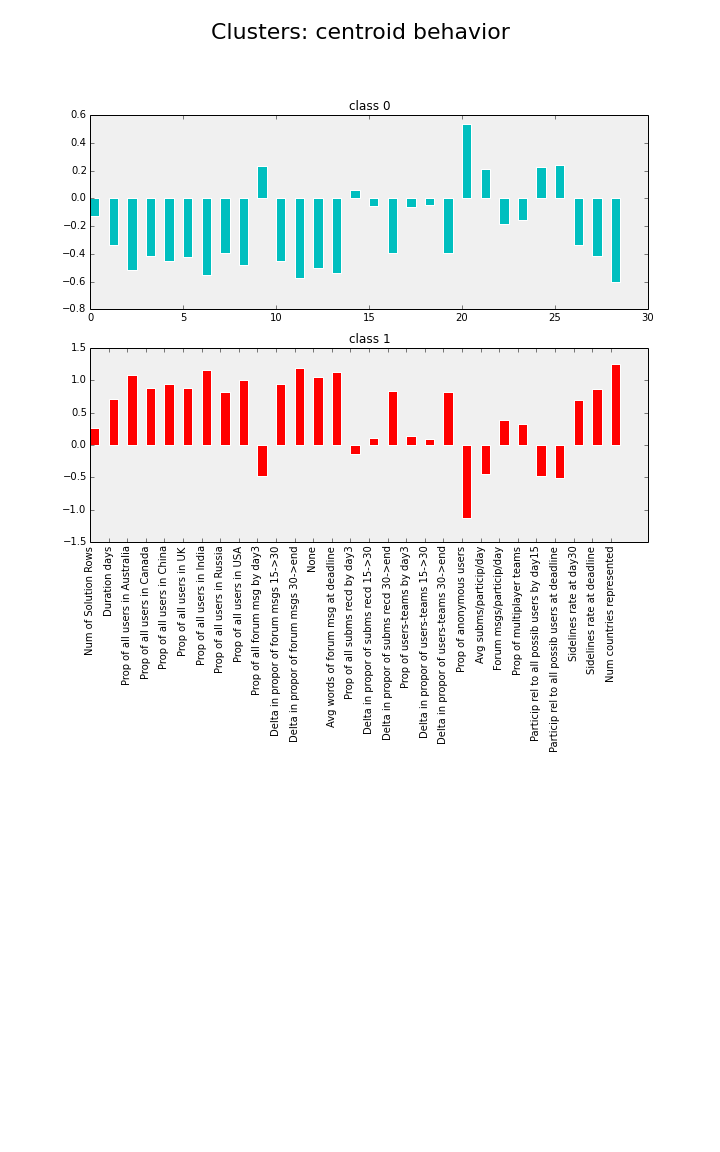 Clusters: centroid behavior
class 0
0.6
0.4
0.2
0.0
−0.2
−0.4
−0.6
−0.8
0 5 10 15 20 25 30
class 1
1.5
1.0
0.5
0.0
−0.5
−1.0
−1.5
Num of Solution Rows
Duration days
Prop of all users in Australia
Prop of all users in Canada
Prop of all users in China
Prop of all users in UK
Prop of all users in India
Prop of all users in Russia
Prop of all users in USA
Prop of all forum msg by day3
Delta in propor of forum msgs 15->30
Delta in propor of forum msgs 30->end
None
Avg words of forum msg at deadline
Prop of all subms recd by day3
Delta in propor of subms recd 15->30
Delta in propor of subms recd 30->end
Prop of users-teams by day3
Delta in propor of users-teams 15->30
Delta in propor of users-teams 30->end
Prop of anonymous users
Avg subms/particip/day
Forum msgs/particip/day
Prop of multiplayer teams
Particip rel to all possib users by day15
Particip rel to all possib users at deadline
Sidelines rate at day30
Sidelines rate at deadline
Num countries represented